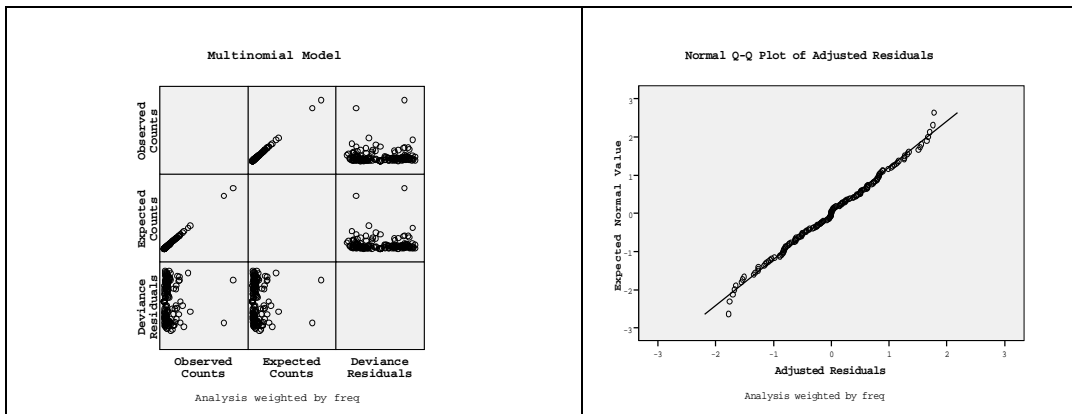 Multinomial Model
Observed
Counts
Expected
Counts
Deviance
Residuals
Observed
Counts
Expected
Counts
Deviance
Residuals
Analysis weighted by freq
Normal Q-Q Plot of Adjusted Residuals
Expected Normal Value
3
2
1
0
-1
-2
-3
-3
-2
-1
0
1
2
3
Adjusted Residuals
Analysis weighted by freq